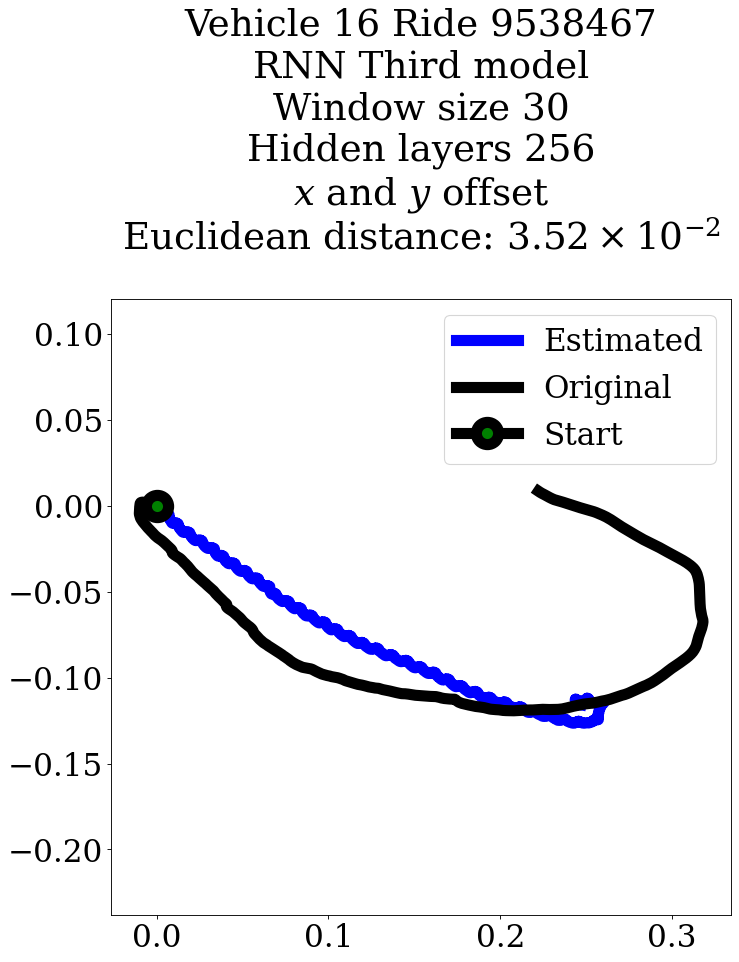 Vehicle 16 Ride 9538467
RNN Third model
Window size 30
Hidden layers 256
x and y offset
Euclidean distance: 3.52 × 10⁻²
Estimated
Original
Start
0.10
0.05
0.00
−0.05
−0.10
−0.15
−0.20
0.0 0.1 0.2 0.3